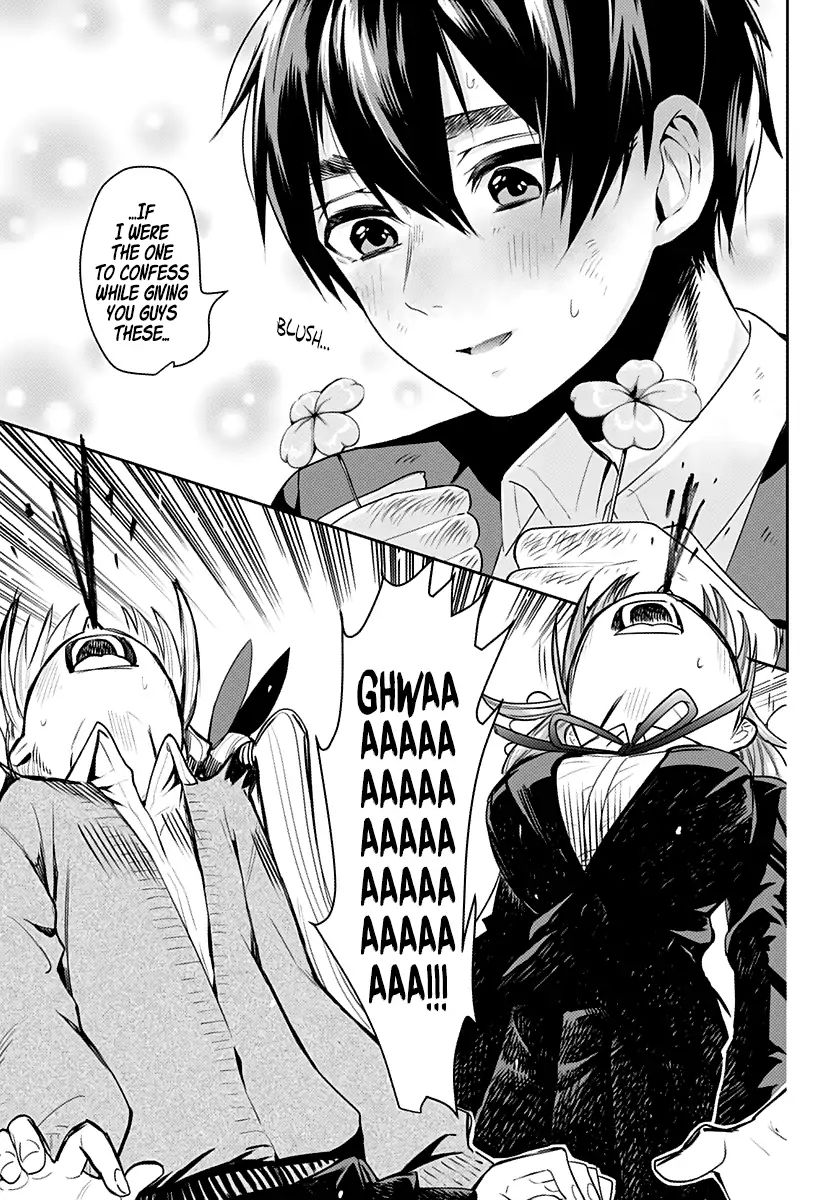 ...IF
I WERE
THE ONE
TO CONFESS
WHILE GIVING
YOU GUYS
THESE...
BLUSH...
GHWAA
AAAAA
AAAAA
AAAAA
AAAAA
AAAAA
AAA!!!